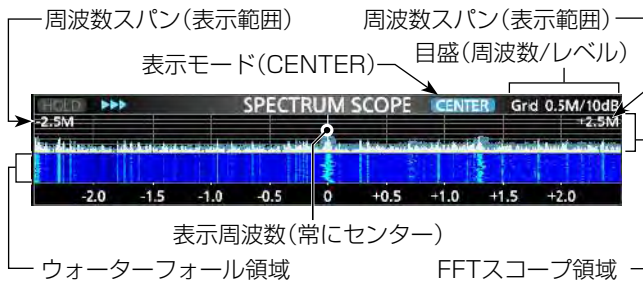 周波数スパン(表示範囲)
周波数スパン(表示範囲)
表示モード(CENTER)
目盛(周波数/レベル)
HOLD SPECTRUM SCOPE CENTER Grd 0.5M/10dB
-2.5M +2.5M
-2.0 -1.5 -1.0 -0.5 0 +0.5 +1.0 +1.5 +2.0
表示周波数(常にセンター)
ウォーターフォール領域
FFTスコープ領域